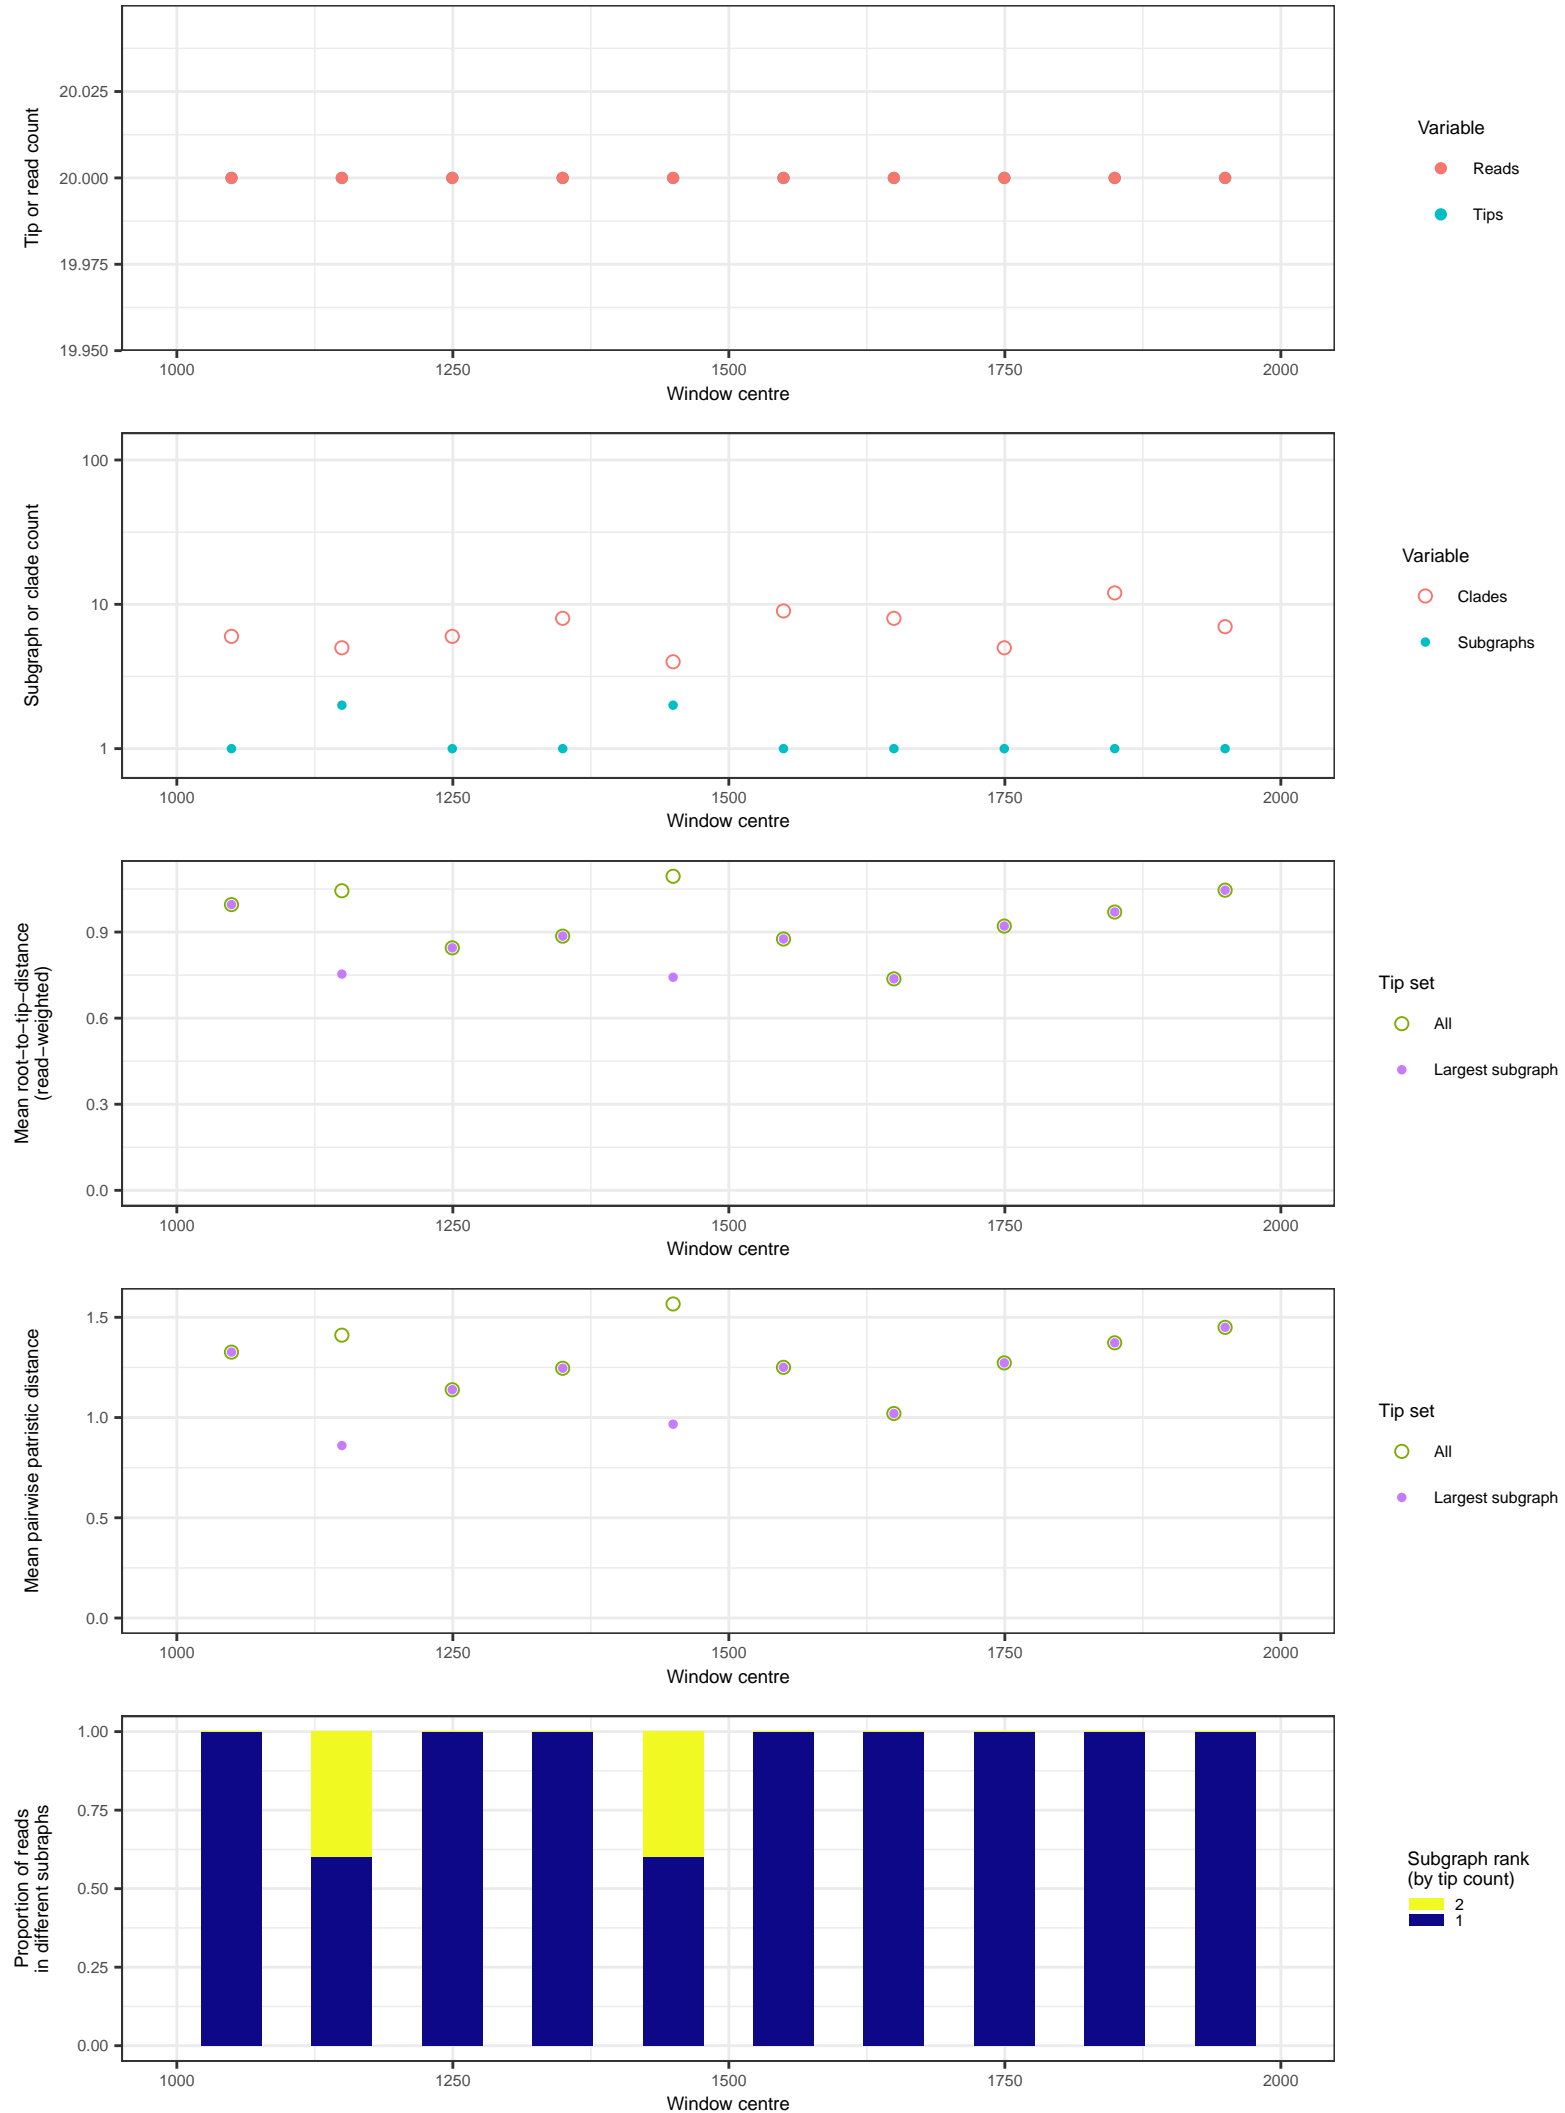 Tip or read count
20.025
20.000
19.975
19.950
1000 1250 1500 1750 2000
Window centre
Variable
Reads
Tips
Subgraph or clade count
100
10
1
1000 1250 1500 1750 2000
Window centre
Variable
Clades
Subgraphs
Mean root−to−tip−distance
(read−weighted)
0.9
0.6
0.3
0.0
1000 1250 1500 1750 2000
Window centre
Tip set
All
Largest subgraph
Mean pairwise patristic distance
1.5
1.0
0.5
0.0
1000 1250 1500 1750 2000
Window centre
Tip set
All
Largest subgraph
Proportion of reads
in different subraphs
1.00
0.75
0.50
0.25
0.00
1000 1250 1500 1750 2000
Window centre
Subgraph rank
(by tip count)
2
1